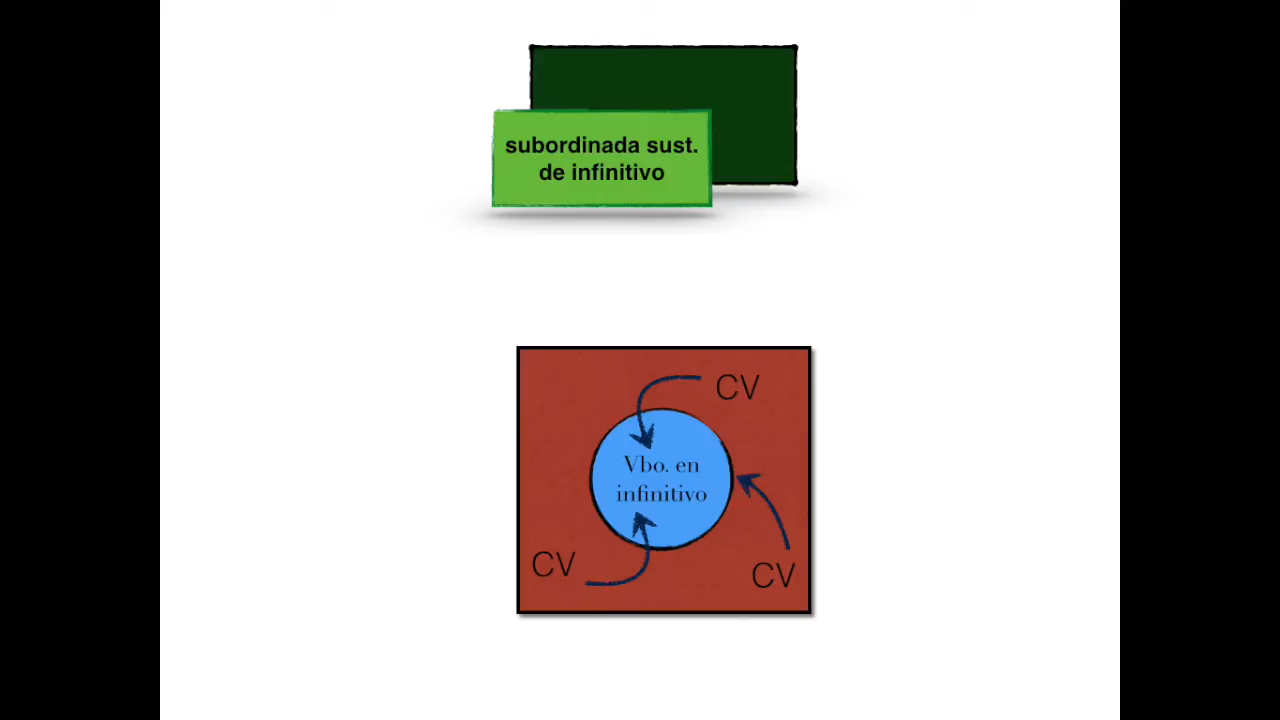 subordinada sust.
de infinitivo
CV
Vbo. en
infinitivo
CV
CV